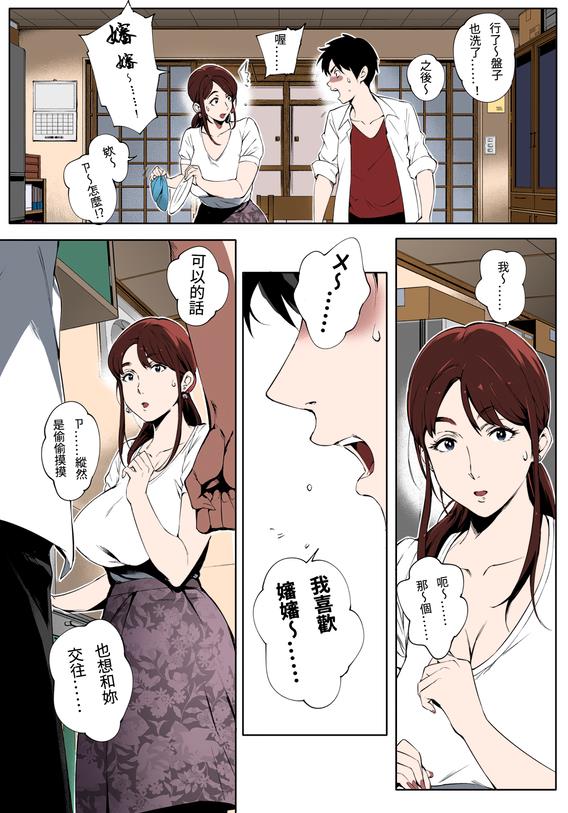 行了～盤子
也洗了……！
之後～
喔……
嬸
嬸
～
……！
欸～
ㄗ～怎麼!?
我～……
呃～……
那～個……
ㄨ～……
我喜歡
嬸嬸～……
可以的話
ㄗ……縱然
是偷偷摸摸
也想和妳
交往……